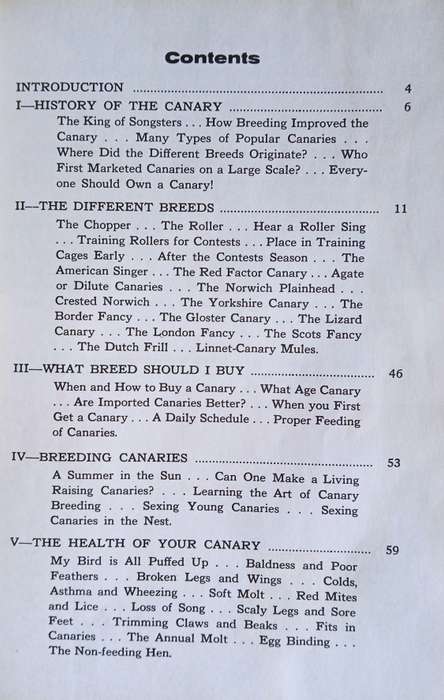 Contents
INTRODUCTION ........................................................ 4
I—HISTORY OF THE CANARY .................................. 6
The King of Songsters . . . How Breeding Improved the
Canary . . . Many Types of Popular Canaries . . .
Where Did the Different Breeds Originate? . . . Who
First Marketed Canaries on a Large Scale? . . . Every-
one Should Own a Canary!
II—THE DIFFERENT BREEDS .................................... 11
The Chopper . . . The Roller . . . Hear a Roller Sing
. . . Training Rollers for Contests . . . Place in Training
Cages Early . . . After the Contests Season . . . The
American Singer . . . The Red Factor Canary . . . Agate
or Dilute Canaries . . . The Norwich Plainhead . . .
Crested Norwich . . . The Yorkshire Canary . . . The
Border Fancy . . . The Gloster Canary . . . The Lizard
Canary . . . The London Fancy . . . The Scots Fancy
. . . The Dutch Frill . . . Linnet-Canary Mules.
III—WHAT BREED SHOULD I BUY ............................ 46
When and How to Buy a Canary . . . What Age Canary
. . . Are Imported Canaries Better? . . . When you First
Get a Canary . . . A Daily Schedule . . . Proper Feeding
of Canaries.
IV—BREEDING CANARIES ........................................ 53
A Summer in the Sun . . . Can One Make a Living
Raising Canaries? . . . Learning the Art of Canary
Breeding . . . Sexing Young Canaries . . . Sexing
Canaries in the Nest.
V—THE HEALTH OF YOUR CANARY ........................ 59
My Bird is All Puffed Up . . . Baldness and Poor
Feathers . . . Broken Legs and Wings . . . Colds,
Asthma and Wheezing . . . Soft Molt . . . Red Mites
and Lice . . . Loss of Song . . . Scaly Legs and Sore
Feet . . . Trimming Claws and Beaks . . . Fits in
Canaries . . . The Annual Molt . . . Egg Binding . . .
The Non-feeding Hen.